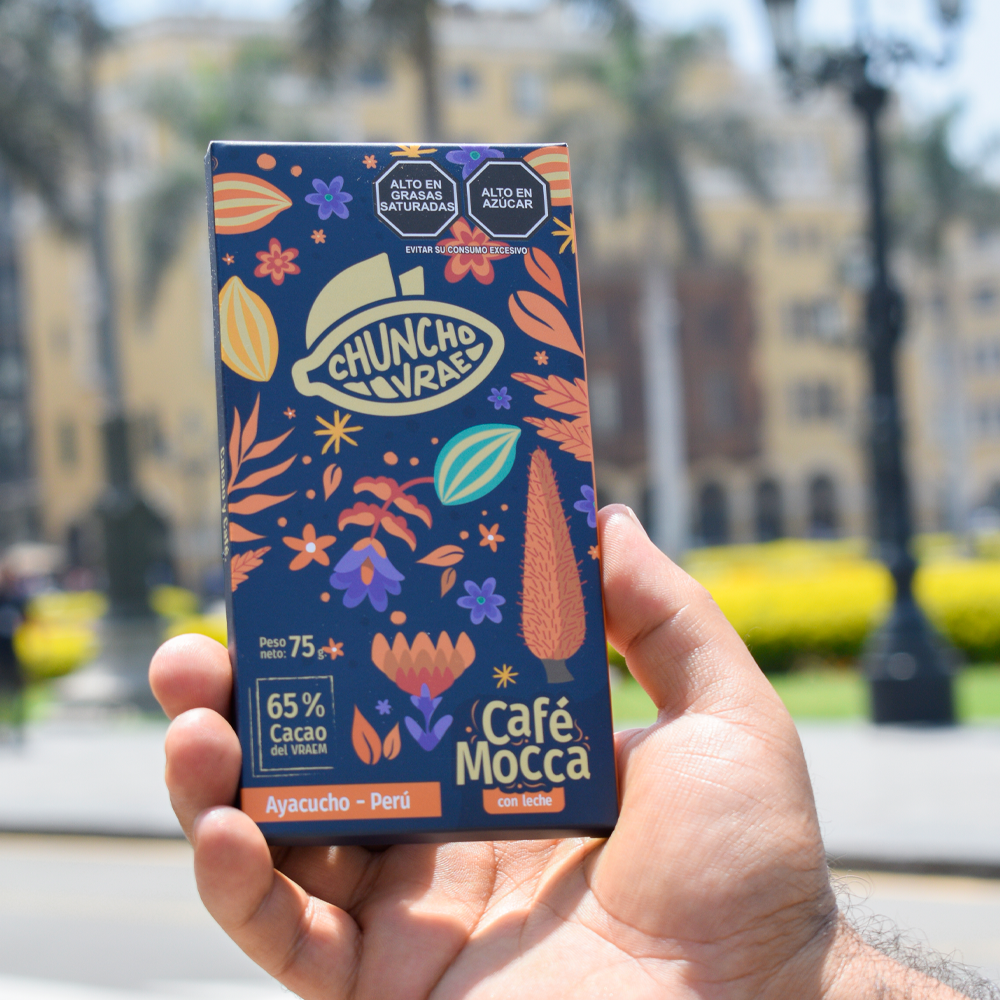 ALTO EN
GRASAS
SATURADAS
ALTO EN
AZÚCAR
EVITAR SU CONSUMO EXCESIVO
CHUNCHO
VRAE
Peso
neto: 75 g.
65%
Cacao
del VRAEM
Café
Mocca
con leche
Ayacucho - Perú